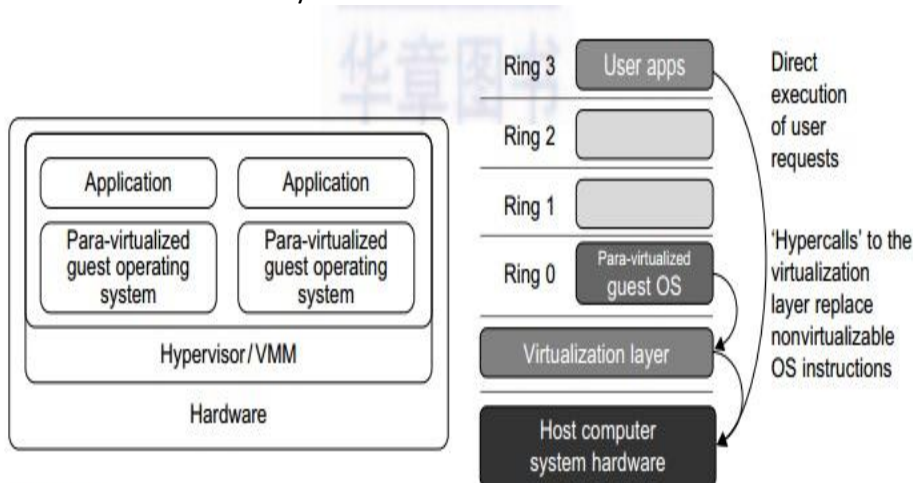 华章图书
Application
Application
Para-virtualized
guest operating
system
Para-virtualized
guest operating
system
Hypervisor/VMM
Hardware
Ring 3
User apps
Ring 2
Ring 1
Ring 0
Para-virtualized
guest OS
Virtualization layer
Host computer
system hardware
Direct
execution
of user
requests
'Hypercalls' to the
virtualization
layer replace
nonvirtualizable
OS instructions